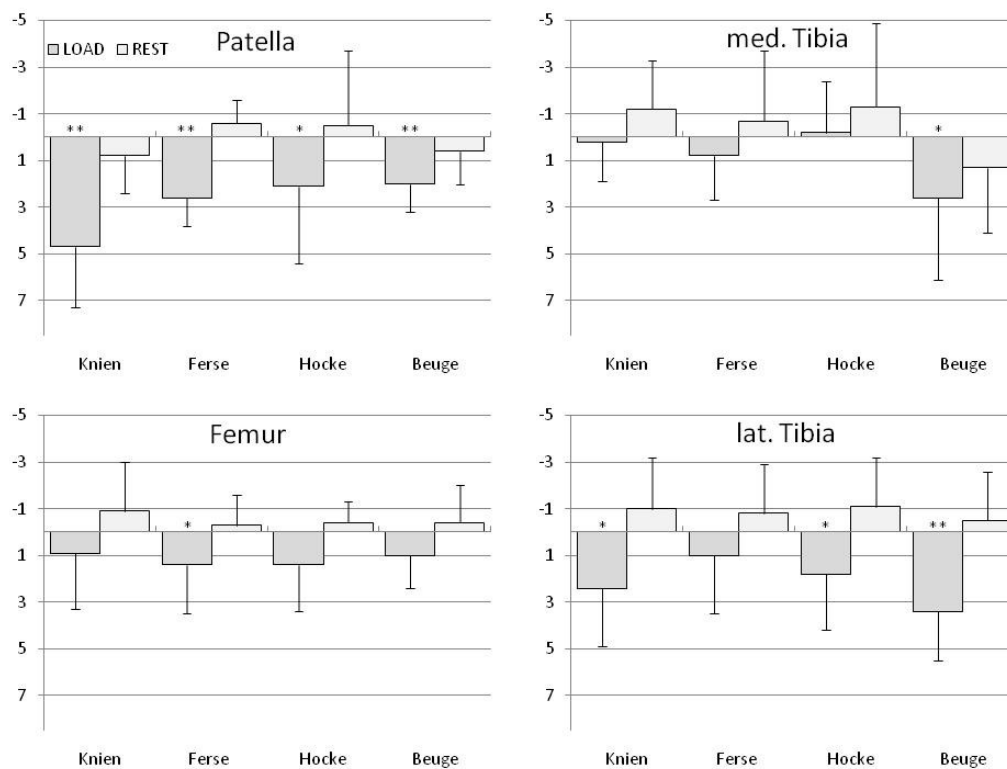 Patella
LOAD REST
-5
-3
-1
1
3
5
7
** ** * **
Knien Ferse Hocke Beuge
med. Tibia
-5
-3
-1
1
3
5
7
*
Knien Ferse Hocke Beuge
Femur
-5
-3
-1
1
3
5
7
*
Knien Ferse Hocke Beuge
lat. Tibia
-5
-3
-1
1
3
5
7
* * **
Knien Ferse Hocke Beuge